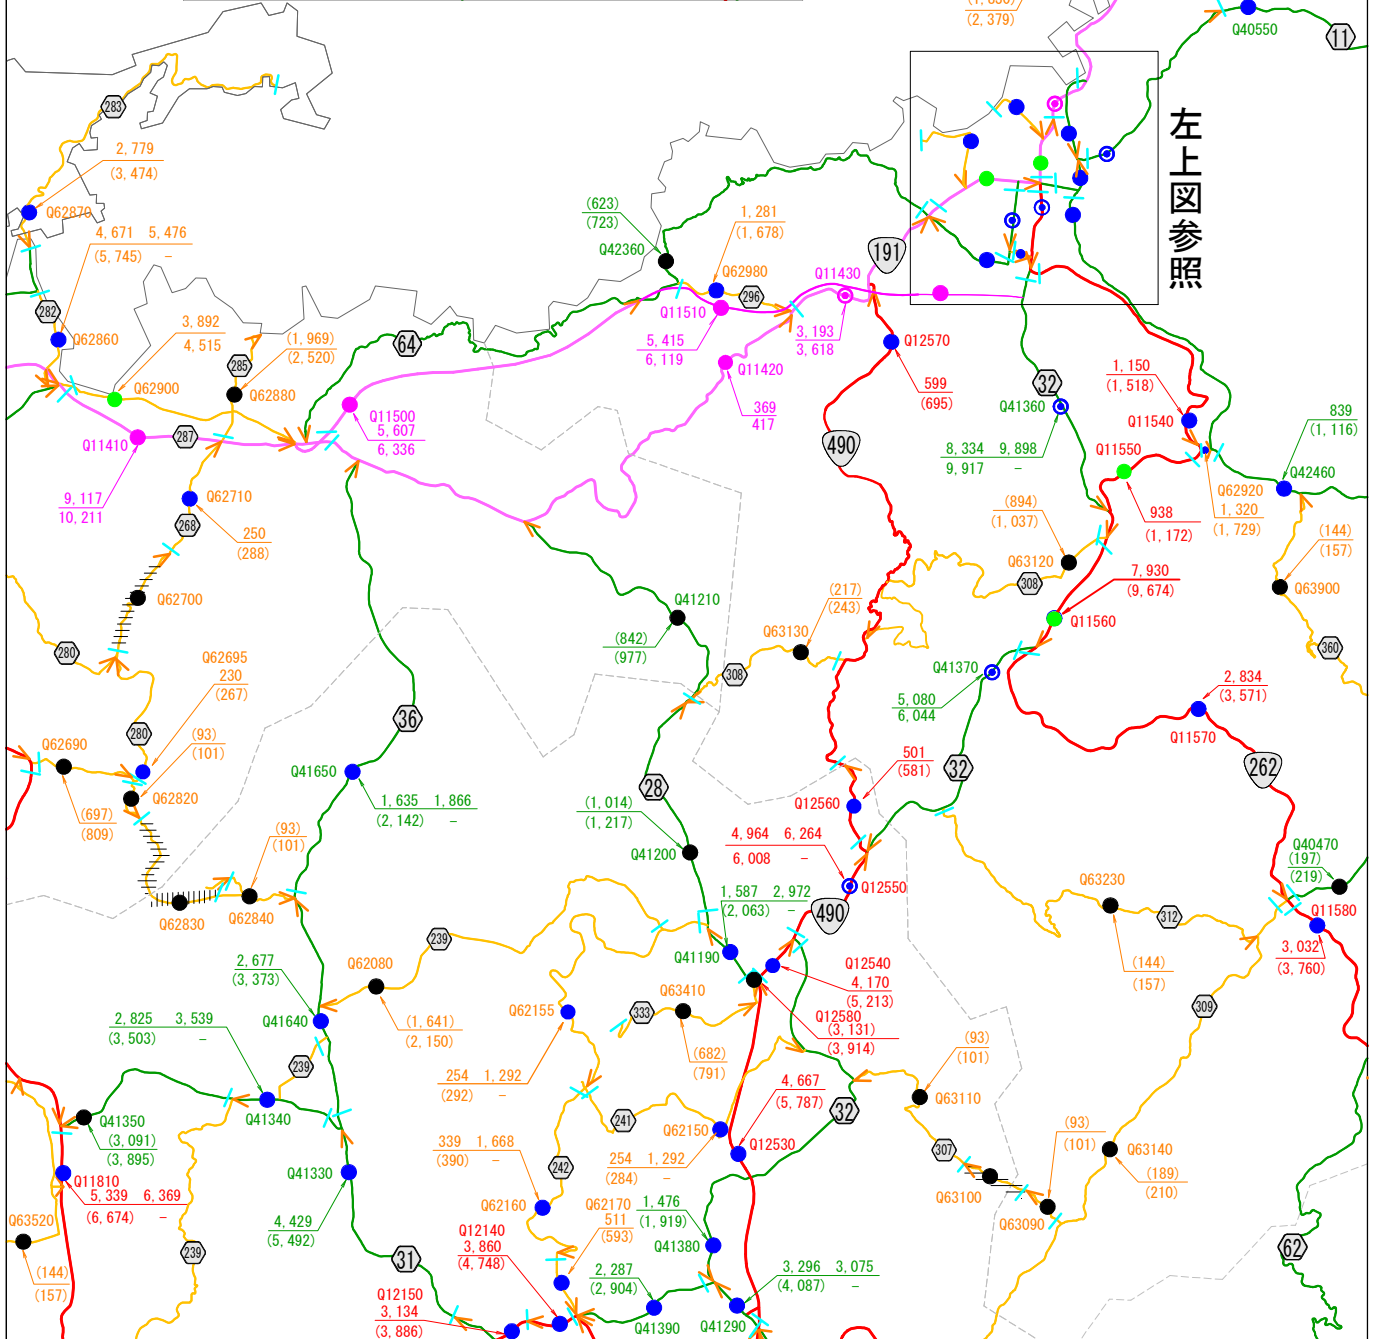 (2, 379)
Q40550
11
左上図参照
283
2, 779
(3, 474)
Q62870
4, 671 5, 476
(5, 745) −
282
Q62860
3, 892
4, 515
Q62900
285
(1, 969)
(2, 520)
Q62880
64
(623)
(723)
Q42360
1, 281
(1, 678)
Q62980
296
Q11430
191
Q11510
5, 415
6, 119
3, 193
3, 618
Q11420
369
417
Q12570
599
(695)
32
Q41360
8, 334 9, 898
9, 917 −
1, 150
(1, 518)
Q11540
Q11550
938
(1, 172)
Q62920
1, 320
(1, 729)
839
(1, 116)
Q42460
(144)
(157)
Q63900
360
Q11500
5, 607
6, 336
Q11410
287
9, 117
10, 211
Q62710
268
250
(288)
Q62700
280
Q62695
230
(267)
280
(93)
(101)
Q62690
(697)
(809)
Q62820
490
(894)
(1, 037)
Q63120
308
7, 930
(9, 674)
Q11560
Q41210
(842)
(977)
(217)
(243)
Q63130
308
Q41370
5, 080
6, 044
2, 834
(3, 571)
Q11570
262
36
Q41650
1, 635 1, 866
(2, 142) −
28
(1, 014)
(1, 217)
Q41200
501
(581)
Q12560
32
4, 964 6, 264
6, 008 −
Q12550
490
Q40470
(197)
(219)
Q11580
3, 032
(3, 760)
Q63230
312
(144)
(157)
309
(93)
(101)
Q62830
Q62840
1, 587 2, 972
(2, 063) −
Q41190
239
Q62080
(1, 641)
(2, 150)
2, 677
(3, 373)
Q41640
Q12540
4, 170
(5, 213)
Q12580
(3, 131)
(3, 914)
Q62155
333
Q63410
(682)
(791)
2, 825 3, 539
(3, 503) −
239
Q41340
Q41350
(3, 091)
(3, 895)
254 1, 292
(292) −
241
Q62150
254 1, 292
(284) −
4, 667
(5, 787)
Q12530
32
(93)
(101)
Q63110
307
Q63100
(93)
(101)
Q63090
Q63140
(189)
(210)
Q11810
5, 339 6, 369
(6, 674) −
Q63520
(144)
(157)
239
Q41330
4, 429
(5, 492)
31
339 1, 668
(390) −
242
Q62160
Q62170
511
(593)
1, 476
(1, 919)
Q41380
Q12140
3, 860
(4, 748)
Q12150
3, 134
(3, 886)
2, 287
(2, 904)
Q41390
3, 296 3, 075
(4, 087) −
Q41290
62